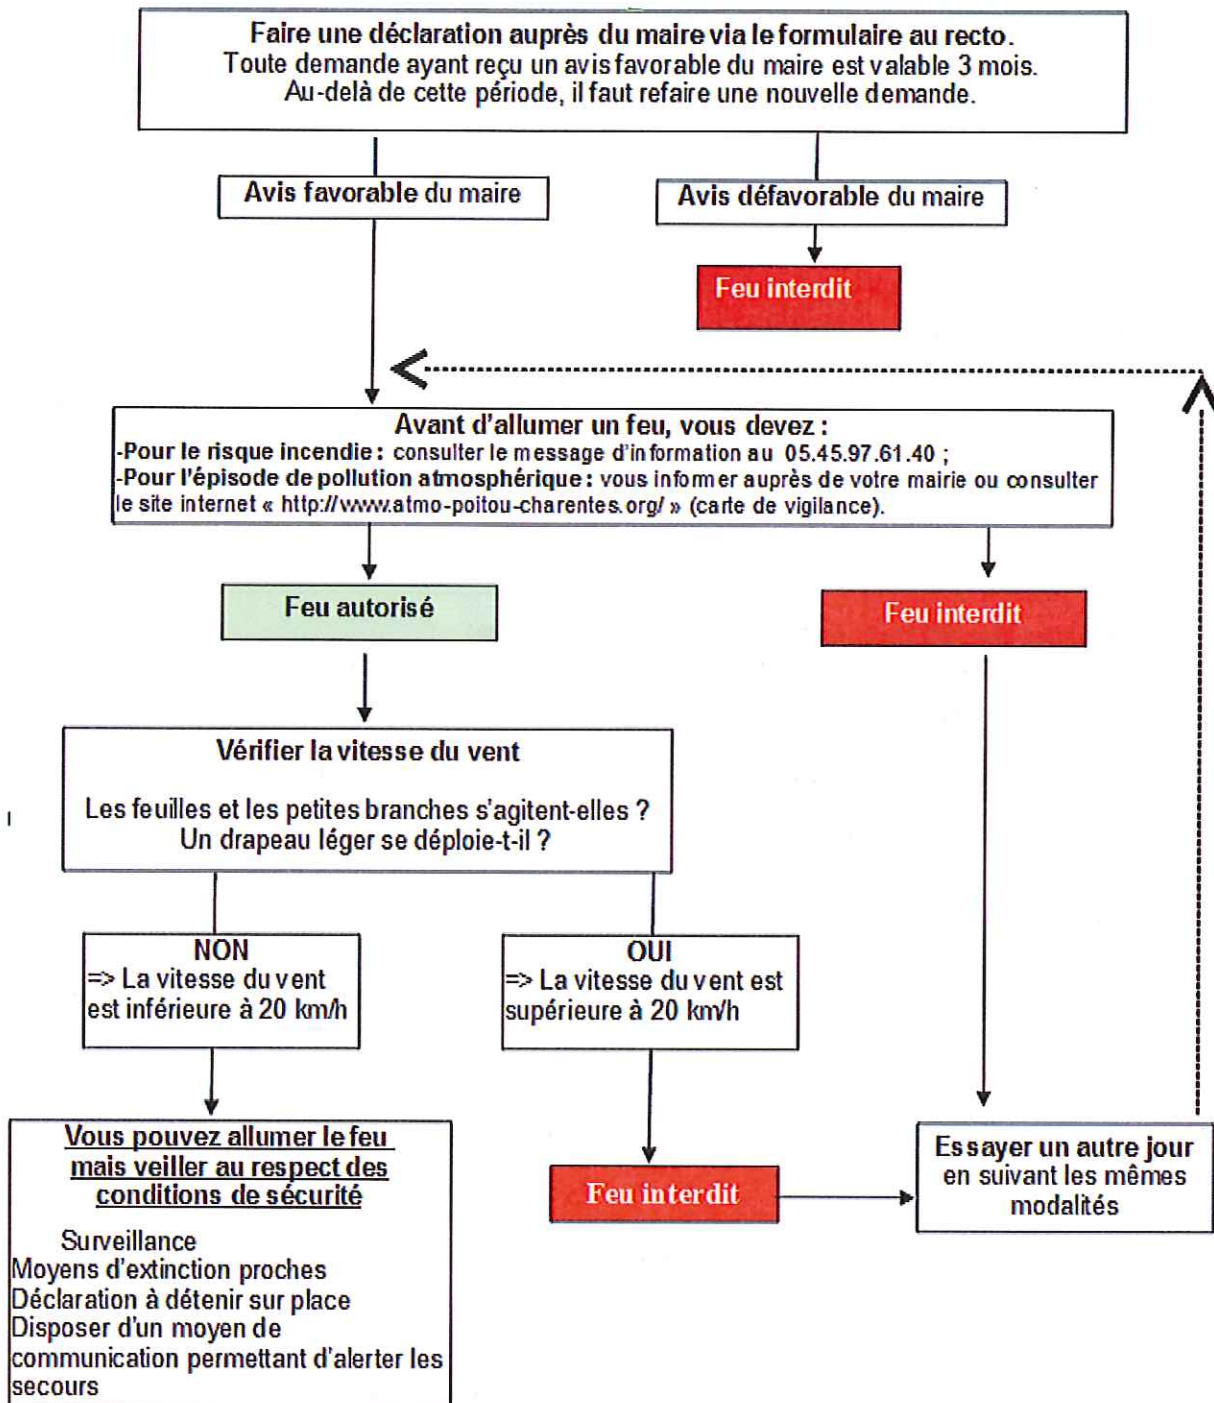 Faire une déclaration auprès du maire via le formulaire au recto.
Toute demande ayant reçu un avis favorable du maire est valable 3 mois.
Au-delà de cette période, il faut refaire une nouvelle demande.
Avis favorable du maire
Avis défavorable du maire
Feu interdit
Avant d'allumer un feu, vous devez :
-Pour le risque incendie : consulter le message d'information au 05.45.97.61.40 ;
-Pour l'épisode de pollution atmosphérique : vous informer auprès de votre mairie ou consulter
le site internet « http://www.atmo-poitou-charentes.org/ » (carte de vigilance).
Feu autorisé
Feu interdit
Vérifier la vitesse du vent
Les feuilles et les petites branches s'agitent-elles ?
Un drapeau léger se déploie-t-il ?
NON
=> La vitesse du vent
est inférieure à 20 km/h
OUI
=> La vitesse du vent est
supérieure à 20 km/h
Vous pouvez allumer le feu
mais veiller au respect des
conditions de sécurité
Surveillance
Moyens d'extinction proches
Déclaration à détenir sur place
Disposer d'un moyen de
communication permettant d'alerter les
secours
Feu interdit
Essayer un autre jour
en suivant les mêmes
modalités